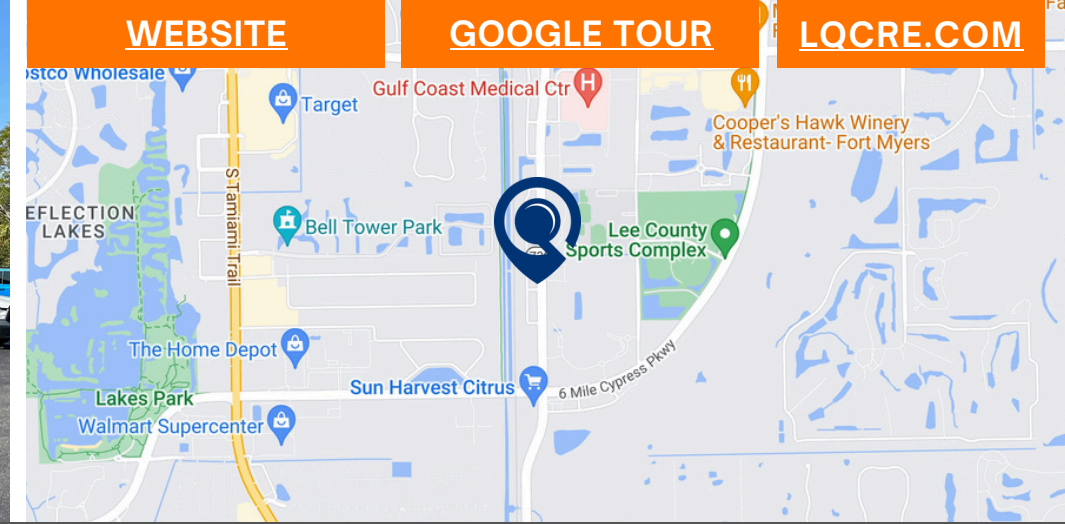 WEBSITE
GOOGLE TOUR
LQCRE.COM
Wholesale
Gulf Coast Medical Ctr
H
Target
Cooper's Hawk Winery
& Restaurant- Fort Myers
S Tamiami Trail
EFLECTION
LAKES
Bell Tower Park
Lee County
Sports Complex
The Home Depot
6 Mile Cypress Pkwy
Sun Harvest Citrus
Lakes Park
Walmart Supercenter